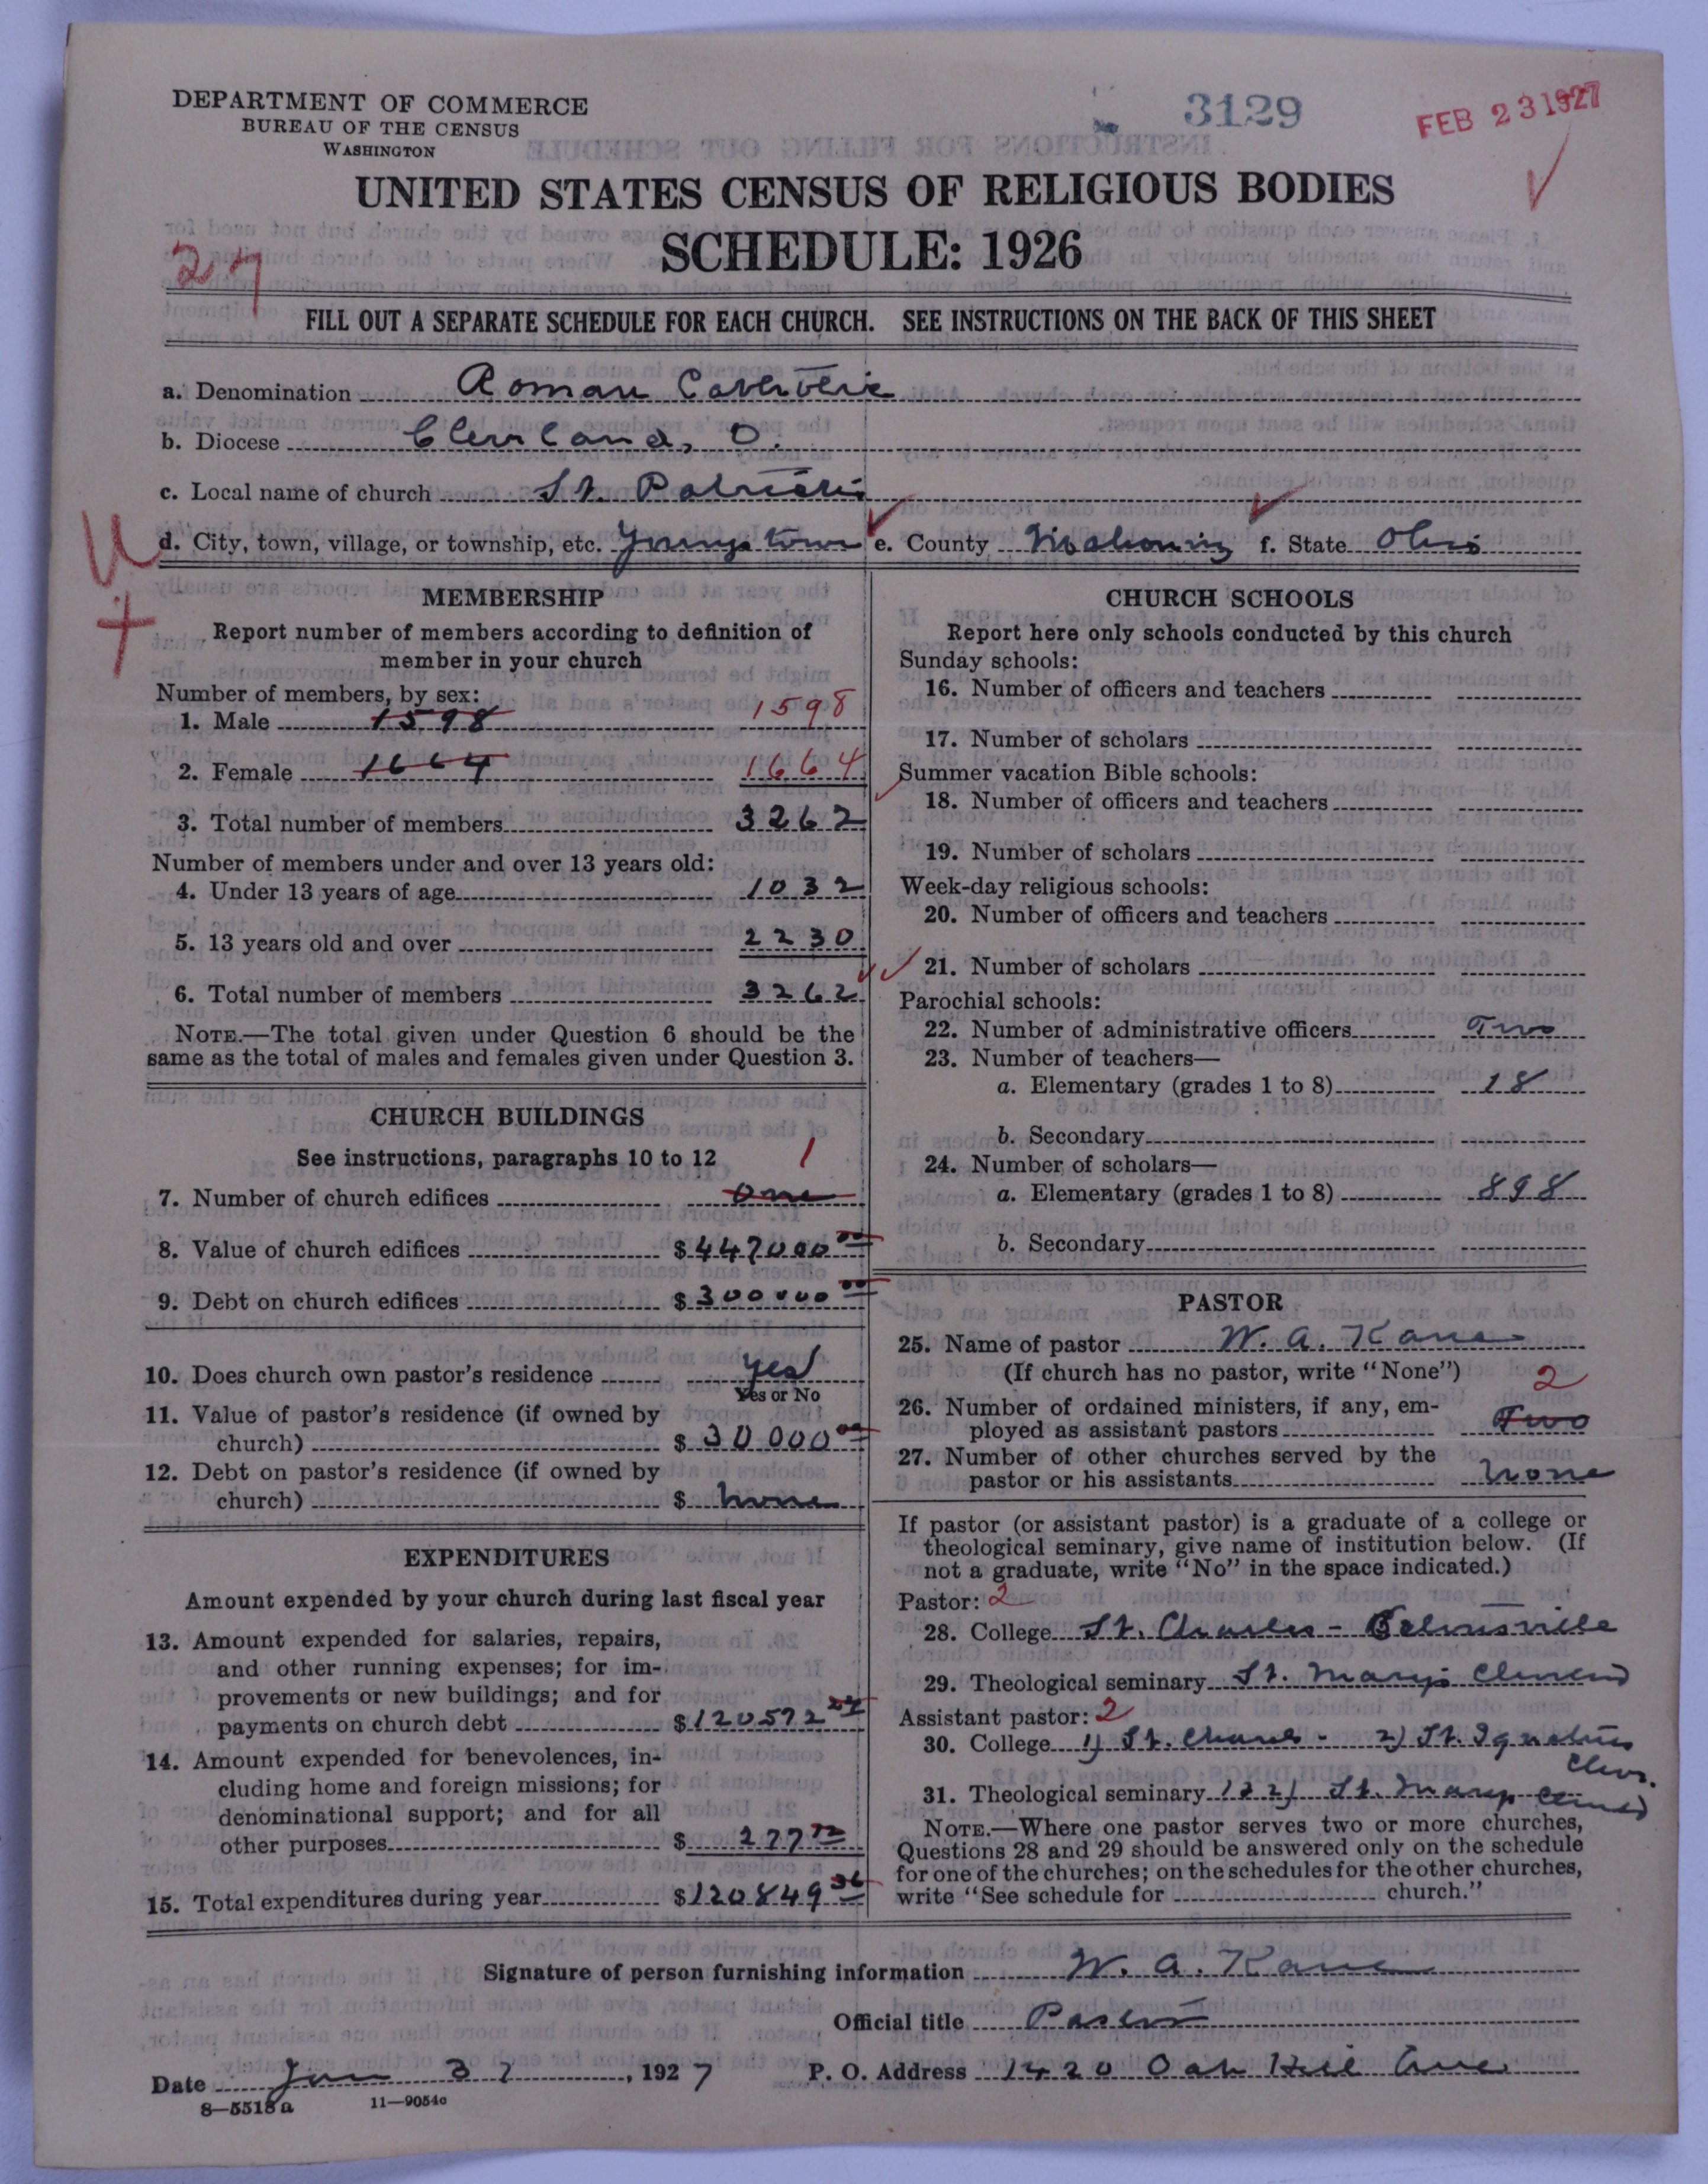 DEPARTMENT OF COMMERCE
BUREAU OF THE CENSUS
WASHINGTON
3129
FEB 23 1927
UNITED STATES CENSUS OF RELIGIOUS BODIES
SCHEDULE: 1926
27
FILL OUT A SEPARATE SCHEDULE FOR EACH CHURCH. SEE INSTRUCTIONS ON THE BACK OF THIS SHEET
a. Denomination Roman Catholic
b. Diocese Cleveland, O.
c. Local name of church St. Patrick's
d. City, town, village, or township, etc. Youngstown e. County Mahoning f. State Ohio
MEMBERSHIP
Report number of members according to definition of
member in your church
Number of members, by sex:
1. Male 1598 1598
2. Female 1664 1664
3. Total number of members 3262
Number of members under and over 13 years old:
4. Under 13 years of age 1032
5. 13 years old and over 2230
6. Total number of members 3262
NOTE.—The total given under Question 6 should be the
same as the total of males and females given under Question 3.
CHURCH BUILDINGS
See instructions, paragraphs 10 to 12
1
7. Number of church edifices One
8. Value of church edifices $447000 00
9. Debt on church edifices $300000 00
10. Does church own pastor's residence Yes
Yes or No
11. Value of pastor's residence (if owned by
church) $30000 00
12. Debt on pastor's residence (if owned by
church) $ None
EXPENDITURES
Amount expended by your church during last fiscal year
13. Amount expended for salaries, repairs,
and other running expenses; for im-
provements or new buildings; and for
payments on church debt $120572
14. Amount expended for benevolences, in-
cluding home and foreign missions; for
denominational support; and for all
other purposes $277 72
15. Total expenditures during year $120849 96
CHURCH SCHOOLS
Report here only schools conducted by this church
Sunday schools:
16. Number of officers and teachers
17. Number of scholars
Summer vacation Bible schools:
18. Number of officers and teachers
19. Number of scholars
Week-day religious schools:
20. Number of officers and teachers
21. Number of scholars
Parochial schools:
22. Number of administrative officers Two
23. Number of teachers—
a. Elementary (grades 1 to 8) 18
b. Secondary
24. Number of scholars—
a. Elementary (grades 1 to 8) 898
b. Secondary
PASTOR
25. Name of pastor W. A. Kane
(If church has no pastor, write "None")
2
26. Number of ordained ministers, if any, em-
ployed as assistant pastors Two
27. Number of other churches served by the
pastor or his assistants None
If pastor (or assistant pastor) is a graduate of a college or
theological seminary, give name of institution below. (If
not a graduate, write "No" in the space indicated.)
Pastor: 2
28. College St. Charles -
29. Theological seminary St. Mary's Cleveland
Assistant pastor: 2
30. College 1) St. Charles - 2) St. Ignatius
Cleve.
31. Theological seminary 1 & 2) St. Marys Cleveland
NOTE.—Where one pastor serves two or more churches,
Questions 28 and 29 should be answered only on the schedule
for one of the churches; on the schedules for the other churches,
write "See schedule for church."
Signature of person furnishing information W. A. Kane
Official title Pastor
Date Jan 31, 1927 P. O. Address 1420 Oak Hill Ave.
8—5518a 11—9054c